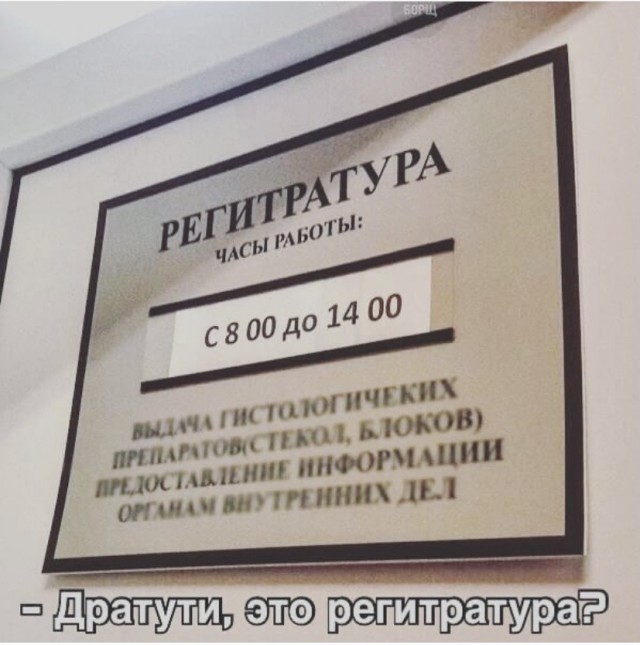 БОРЩ
РЕГИТРАТУРА
ЧАСЫ РАБОТЫ:
С 8 00 до 14 00
ВЫДАЧА ГИСТОЛОГИЧЕКИХ
ПРЕПАРАТОВ(СТЕКОЛ, БЛОКОВ)
ПРЕДОСТАВЛЕНИЕ ИНФОРМАЦИИ
ОРГАНАМ ВНУТРЕННИХ ДЕЛ
- Дратути, это регитратура?